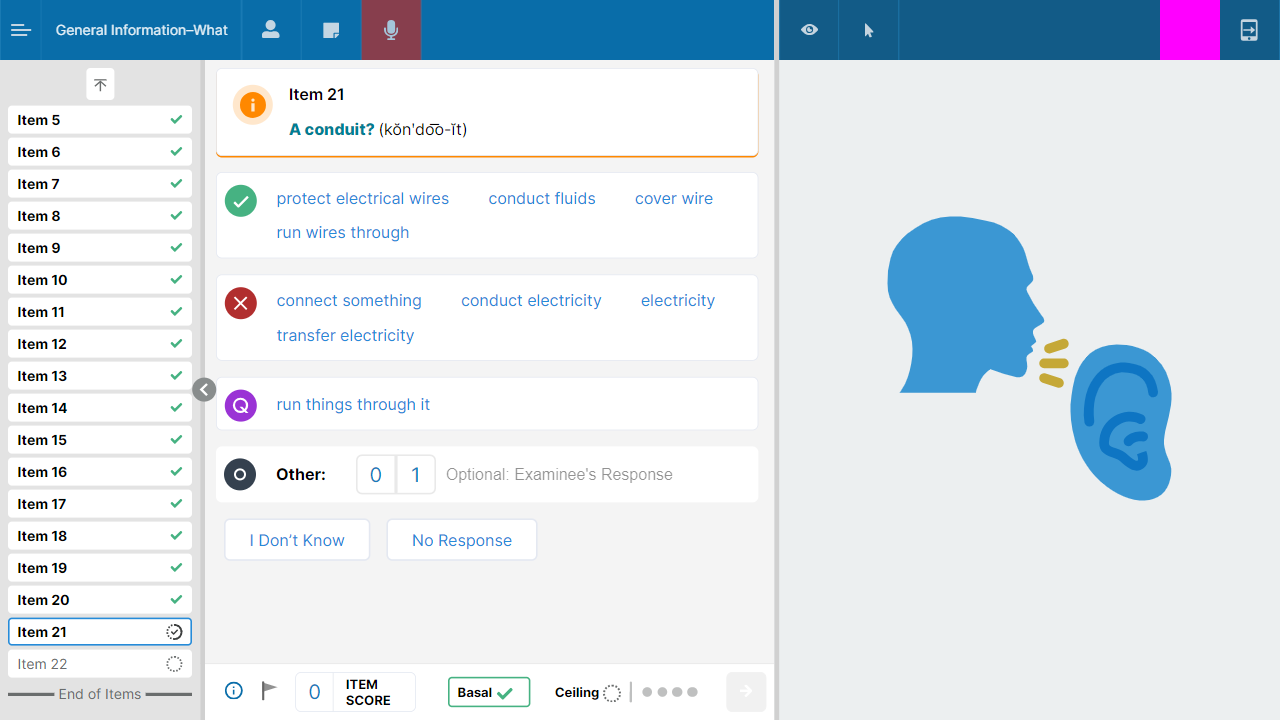 General Information–What
Item 5
Item 6
Item 7
Item 8
Item 9
Item 10
Item 11
Item 12
Item 13
Item 14
Item 15
Item 16
Item 17
Item 18
Item 19
Item 20
Item 21
Item 22
End of Items
Item 21
A conduit? (kŏn'do͞o-ĭt)
protect electrical wires conduct fluids cover wire
run wires through
connect something conduct electricity electricity
transfer electricity
Q run things through it
Other: 0 1 Optional: Examinee's Response
I Don't Know No Response
0 ITEM SCORE Basal Ceiling